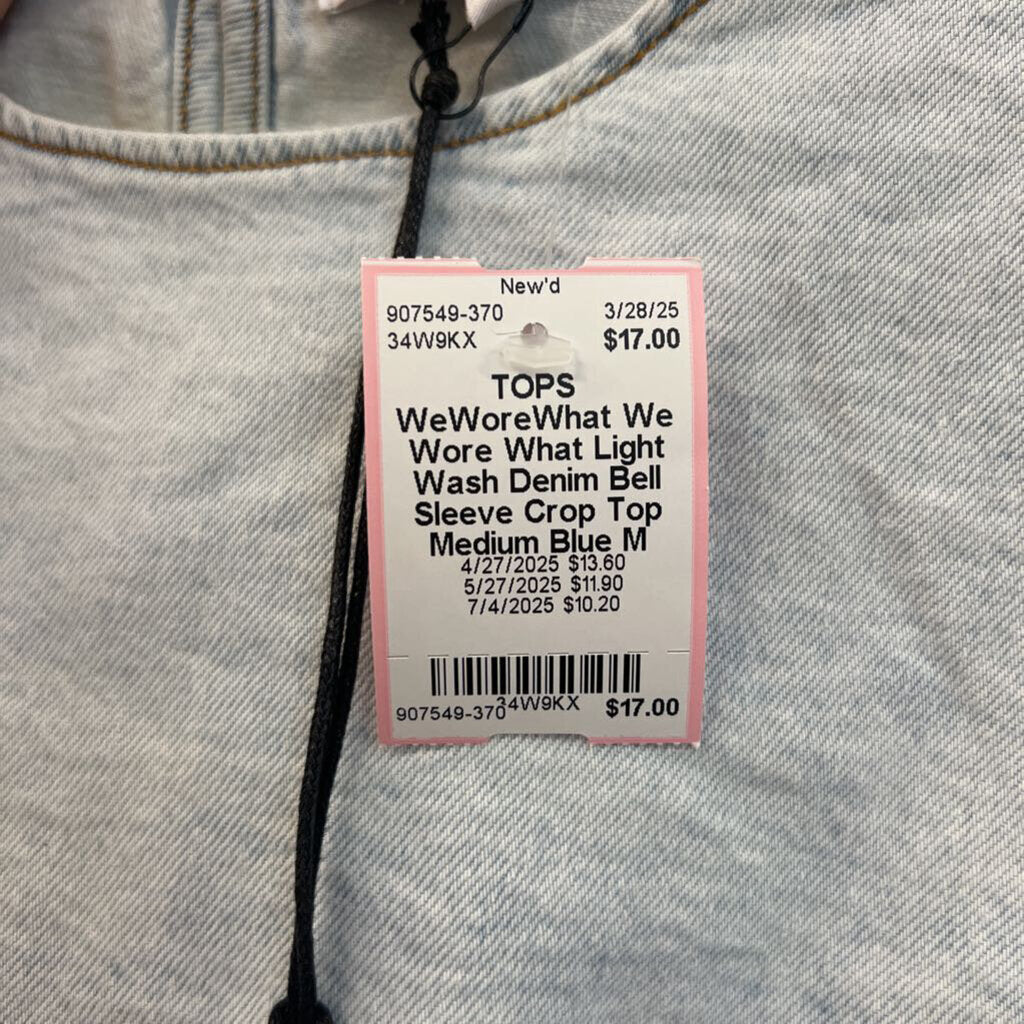 New'd
907549-370 3/28/25
34W9KX $17.00
TOPS
WeWoreWhat We
Wore What Light
Wash Denim Bell
Sleeve Crop Top
Medium Blue M
4/27/2025 $13.60
5/27/2025 $11.90
7/4/2025 $10.20
907549-370 34W9KX $17.00